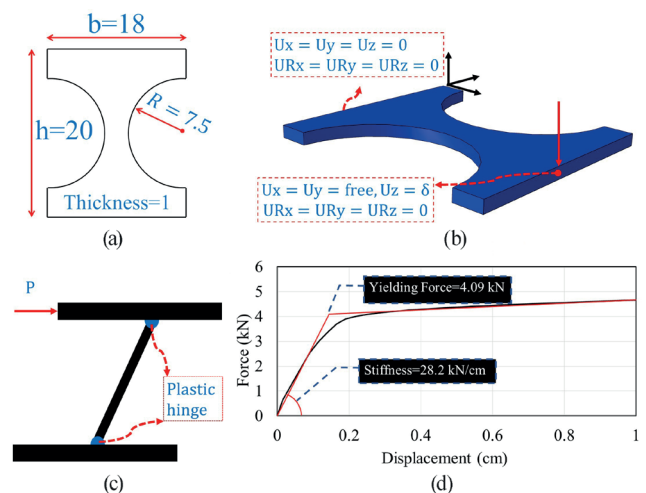 (a)
b=18
h=20
R = 7.5
Thickness=1
(b)
Ux = Uy = Uz = 0
URx = URy = URz = 0
Ux = Uy = free, Uz = δ
URx = URy = URz = 0
P
Plastic
hinge
(c)
(d)
6
5
4
3
2
1
0
Force (kN)
Yielding Force=4.09 kN
Stiffness=28.2 kN/cm
0
0.2
0.4
0.6
0.8
1
Displacement (cm)